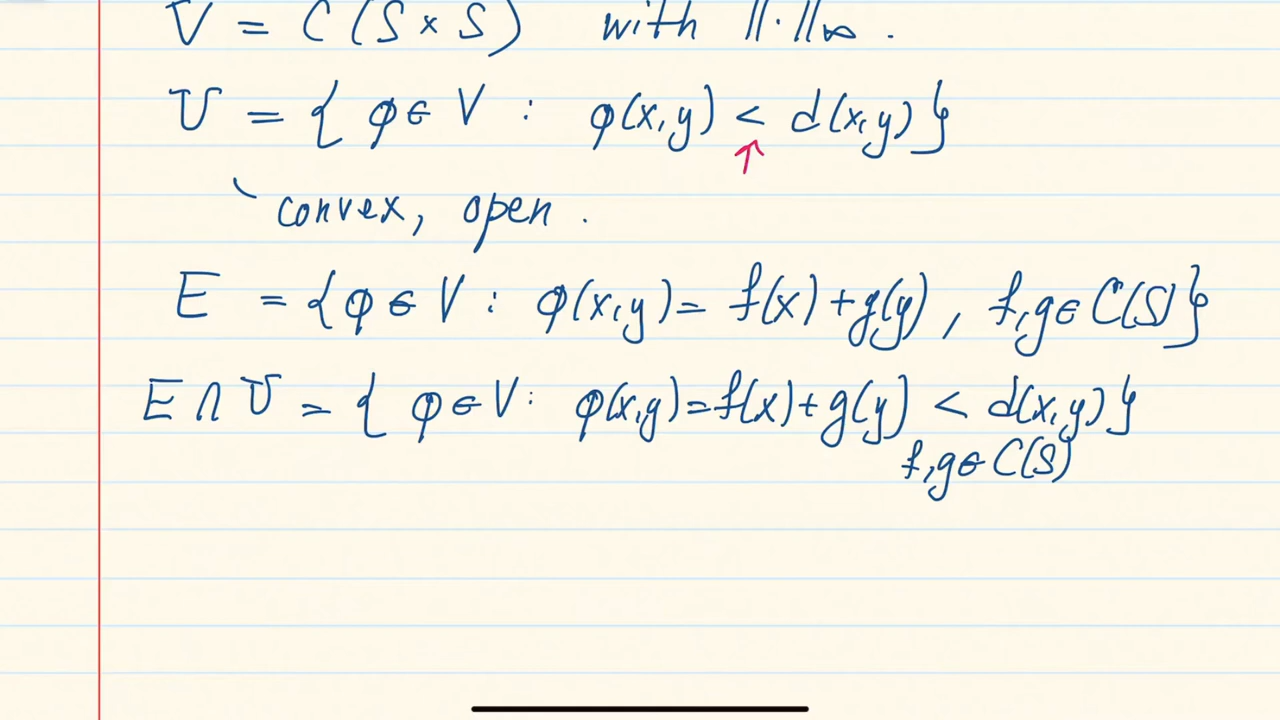 V = C(S × S) with ||·||∞ .
U = { φ ∈ V : φ(x,y) < d(x,y) }
↑
convex, open .
E = { φ ∈ V : φ(x,y) = f(x) + g(y) , f,g ∈ C(S) }
E ∩ U = { φ ∈ V : φ(x,y) = f(x) + g(y) < d(x,y) }
f,g ∈ C(S)